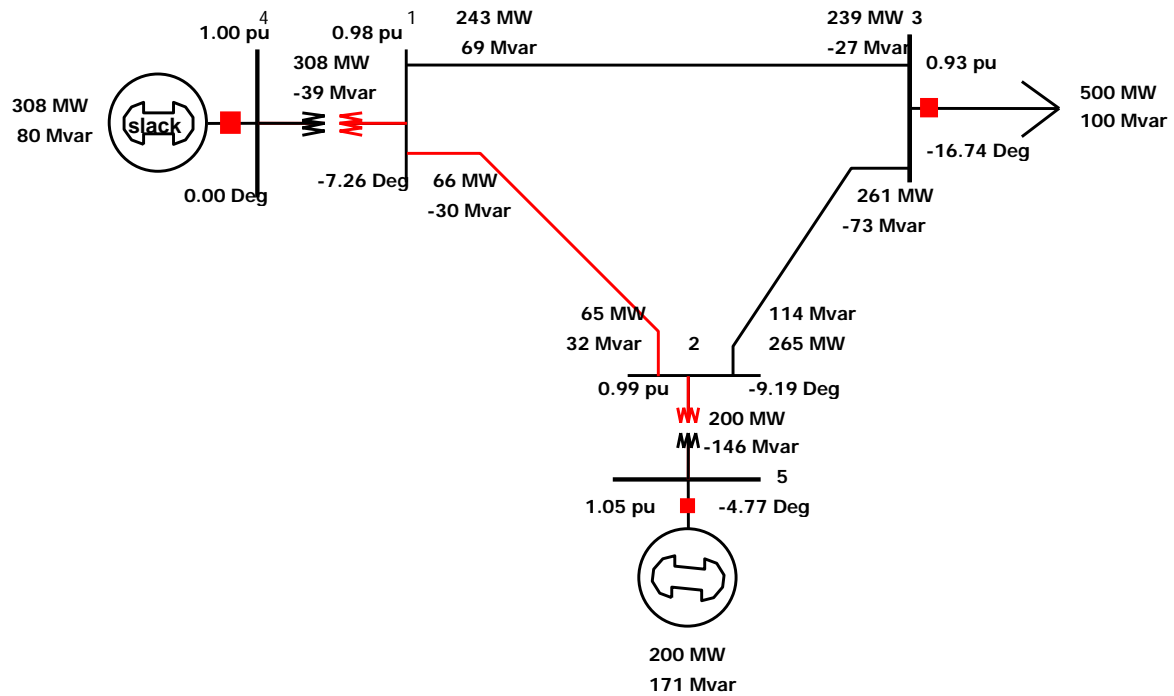 4
1.00 pu
308 MW
80 Mvar
slack
0.00 Deg
1
0.98 pu
308 MW
-39 Mvar
-7.26 Deg
243 MW
69 Mvar
66 MW
-30 Mvar
239 MW
3
-27 Mvar
0.93 pu
500 MW
100 Mvar
-16.74 Deg
261 MW
-73 Mvar
65 MW
32 Mvar
2
114 Mvar
265 MW
0.99 pu
-9.19 Deg
200 MW
-146 Mvar
5
1.05 pu
-4.77 Deg
200 MW
171 Mvar